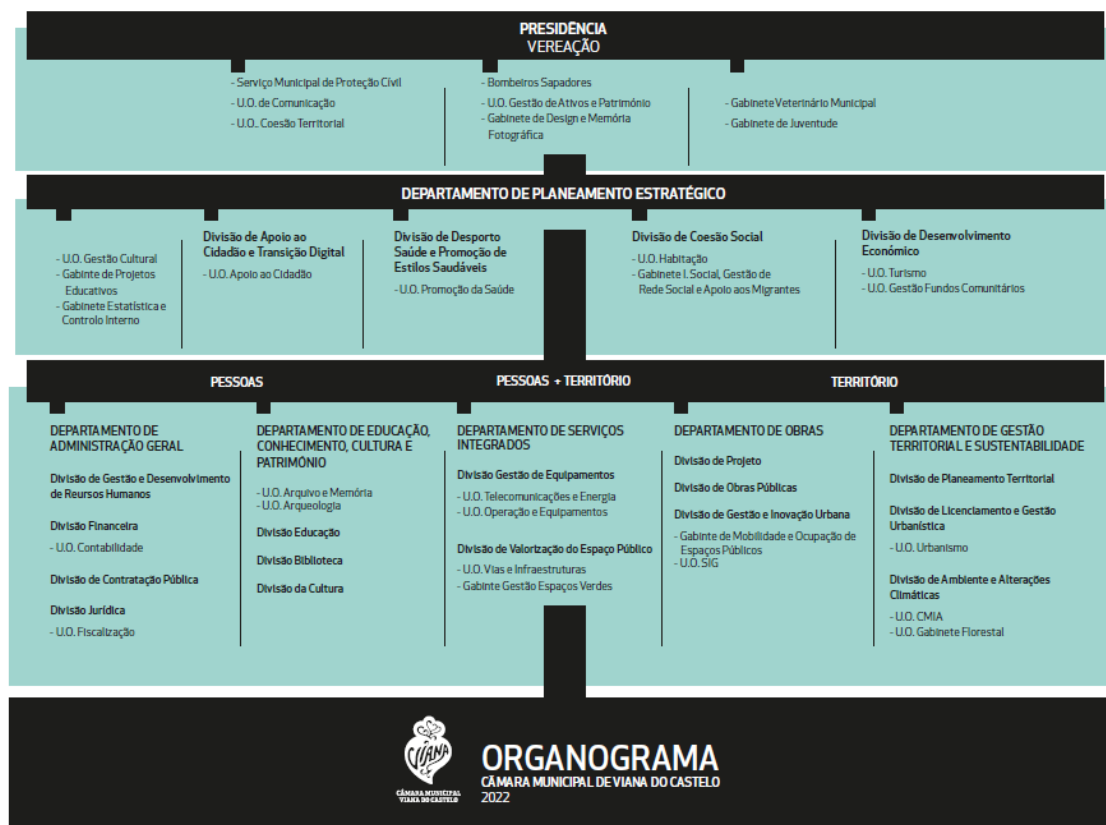 PRESIDÊNCIA
VEREAÇÃO
- Serviço Municipal de Proteção Cívil
- U.O. de Comunicação
- U.O.. Coesão Territorial
- Bombeiros Sapadores
- U.O. Gestão de Ativos e Património
- Gabinete de Design e Memória
Fotográfica
- Gabinete Veterinário Municipal
- Gabinete de Juventude
DEPARTAMENTO DE PLANEAMENTO ESTRATÉGICO
- U.O. Gestão Cultural
- Gabinte de Projetos
Educativos
- Gabinete Estatística e
Controlo Interno
Divisão de Apoio ao
Cidadão e Transição Digital
- U.O. Apoio ao Cidadão
Divisão de Desporto
Saúde e Promoção de
Estilos Saudáveis
- U.O. Promoção da Saúde
Divisão de Coesão Social
- U.O. Habitação
- Gabinete I. Social, Gestão de
Rede Social e Apoio aos Migrantes
Divisão de Desenvolvimento
Económico
- U.O. Turismo
- U.O. Gestão Fundos Comunitários
PESSOAS
PESSOAS + TERRITÓRIO
TERRITÓRIO
DEPARTAMENTO DE
ADMINISTRAÇÃO GERAL
Divisão de Gestão e Desenvolvimento
de Reursos Humanos
Divisão Financeira
- U.O. Contabilidade
Divisão de Contratação Pública
Divisão Jurídica
- U.O. Fiscalização
DEPARTAMENTO DE EDUCAÇÃO,
CONHECIMENTO, CULTURA E
PATRIMÓNIO
- U.O. Arquivo e Memória
- U.O. Arqueologia
Divisão Educação
Divisão Biblioteca
Divisão da Cultura
DEPARTAMENTO DE SERVIÇOS
INTEGRADOS
Divisão Gestão de Equipamentos
- U.O. Telecomunicações e Energia
- U.O. Operação e Equipamentos
Divisão de Valorização do Espaço Público
- U.O. Vias e Infraestruturas
- Gabinte Gestão Espaços Verdes
DEPARTAMENTO DE OBRAS
Divisão de Projeto
Divisão de Obras Públicas
Divisão de Gestão e Inovação Urbana
- Gabinte de Mobilidade e Ocupação de
Espaços Públicos
- U.O. SIG
DEPARTAMENTO DE GESTÃO
TERRITORIAL E SUSTENTABILIDADE
Divisão de Planeamento Territorial
Divisão de Licenciamento e Gestão
Urbanística
- U.O. Urbanismo
Divisão de Ambiente e Alterações
Climáticas
- U.O. CMIA
- U.O. Gabinete Florestal
VIANA
CÂMARA MUNICIPAL
VIANA DO CASTELO
ORGANOGRAMA
CÂMARA MUNICIPAL DE VIANA DO CASTELO
2022